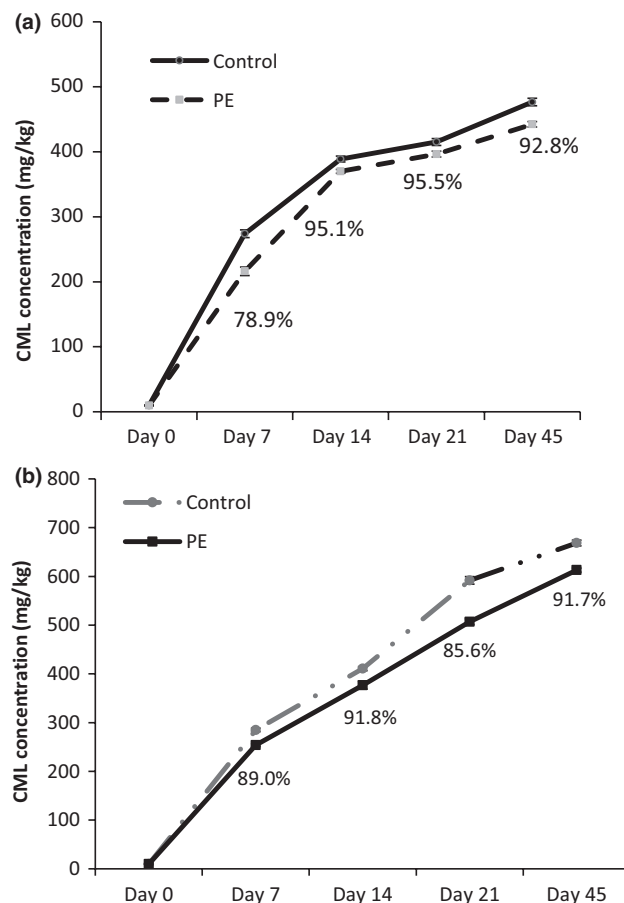 (a)
600
500
400
300
200
100
0
CML concentration (mg/kg)
Control
PE
78.9%
95.1%
95.5%
92.8%
Day 0 Day 7 Day 14 Day 21 Day 45
(b)
800
700
600
500
400
300
200
100
0
CML concentration (mg/kg)
Control
PE
89.0%
91.8%
85.6%
91.7%
Day 0 Day 7 Day 14 Day 21 Day 45